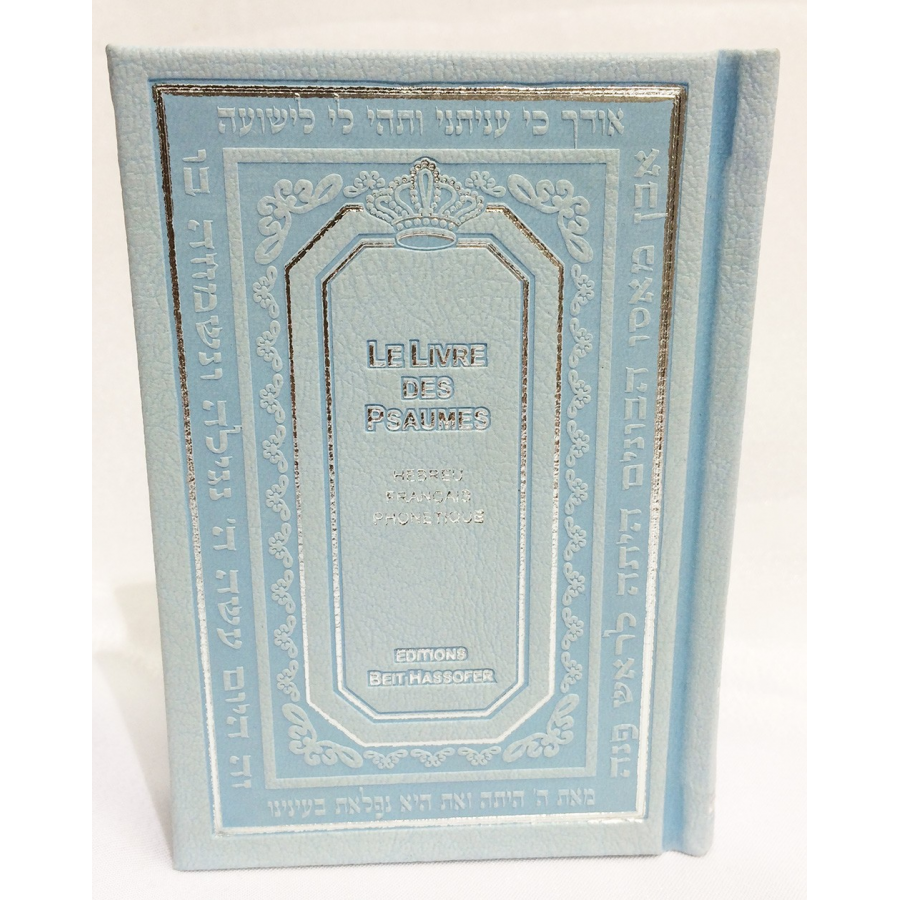 אודך כי עניתני ותהי לי לישועה
אבן מאסו הבונים היתה לראש פנה
מאת ה' היתה זאת היא נפלאת בעינינו
זה היום עשה ה' נגילה ונשמחה בו
LE LIVRE
DES
PSAUMES
HEBREU
FRANCAIS
PHONETIQUE
EDITIONS
BEIT HASSOFER